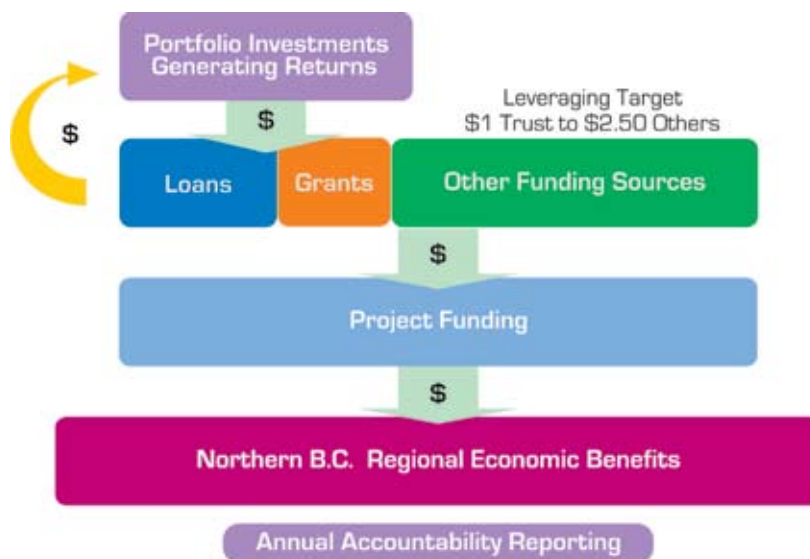 Portfolio Investments
Generating Returns
$
$
Leveraging Target
$1 Trust to $2.50 Others
Loans
Grants
Other Funding Sources
$
Project Funding
$
Northern B.C. Regional Economic Benefits
Annual Accountability Reporting